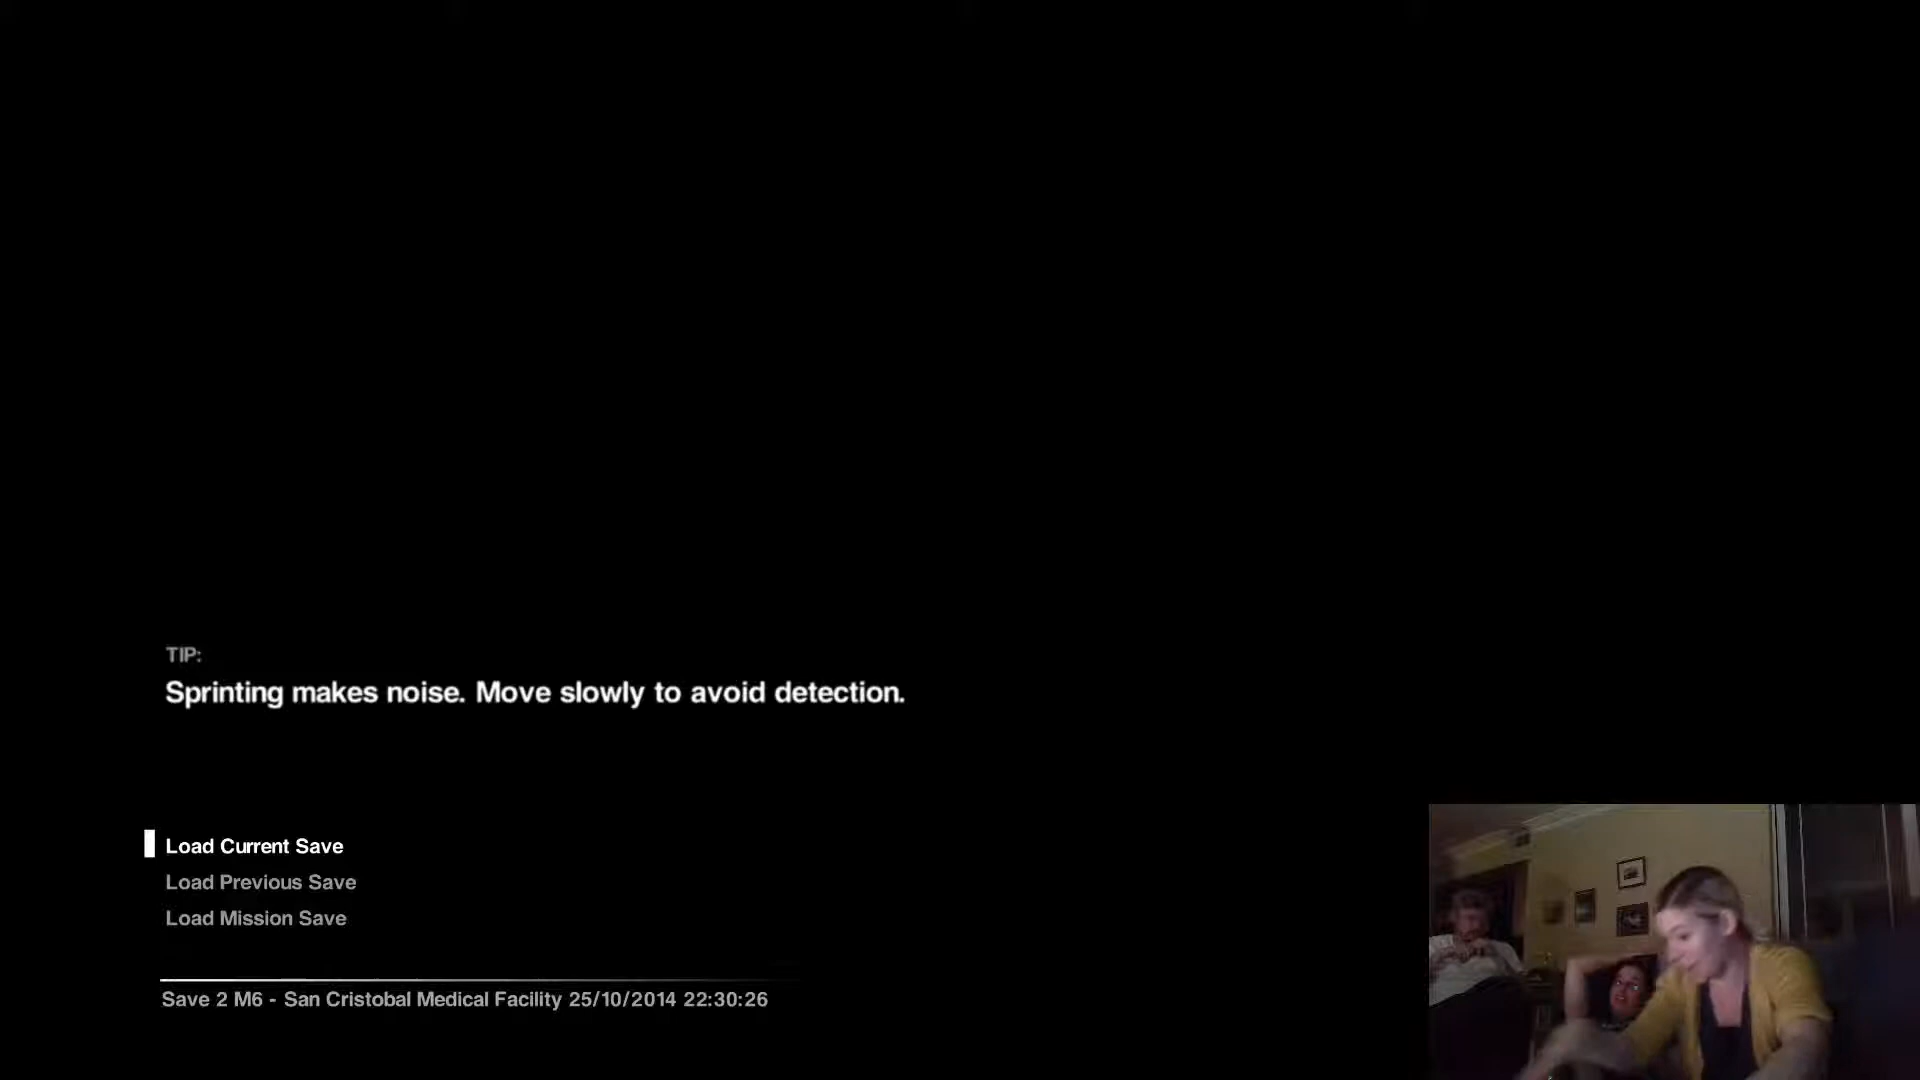 TIP:
Sprinting makes noise. Move slowly to avoid detection.
Load Current Save
Load Previous Save
Load Mission Save
Save 2 M6 - San Cristobal Medical Facility 25/10/2014 22:30:26